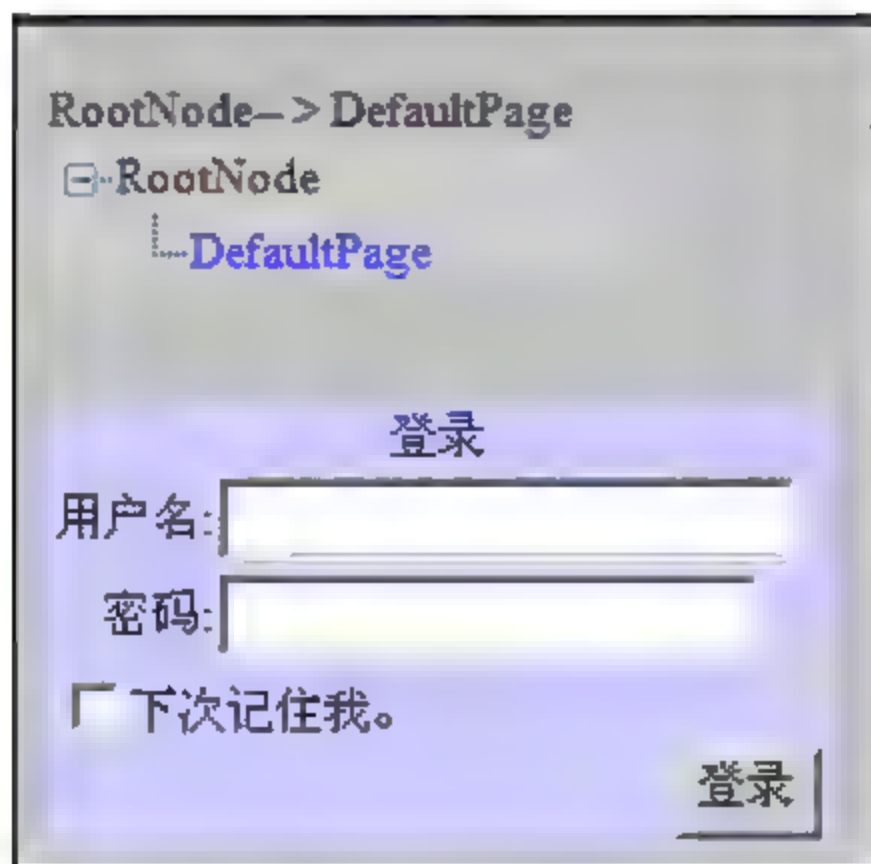 RootNode-->DefaultPage
RootNode
DefaultPage
登录
用户名:
密码:
下次记住我。
登录